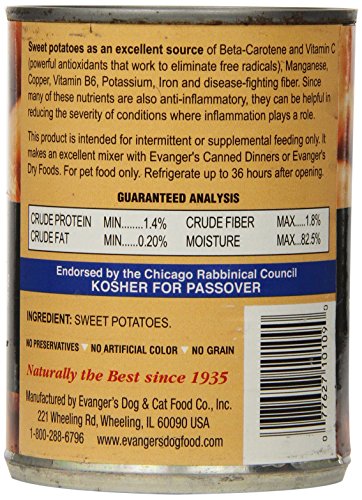 Sweet potatoes as an excellent source of Beta-Carotene and Vitamin C
(powerful antioxidants that work to eliminate free radicals), Manganese,
Copper, Vitamin B6, Potassium, Iron and disease-fighting fiber. Since
many of these nutrients are also anti-inflammatory, they can be helpful in
reducing the severity of conditions where inflammation plays a role.
This product is intended for intermittent or supplemental feeding only. It
makes an excellent mixer with Evanger's Canned Dinners or Evanger's
Dry Foods. For pet food only. Refrigerate up to 36 hours after opening.
GUARANTEED ANALYSIS
CRUDE PROTEIN MIN......1.4% CRUDE FIBER MAX....1.8%
CRUDE FAT MIN.....0.20% MOISTURE MAX...82.5%
Endorsed by the Chicago Rabbinical Council
KOSHER FOR PASSOVER
INGREDIENT: SWEET POTATOES.
NO PRESERVATIVES ♥ NO ARTIFICIAL COLOR ♥ NO GRAIN
Naturally the Best since 1935
Manufactured by Evanger's Dog & Cat Food Co., Inc.
221 Wheeling Rd, Wheeling, IL 60090 USA
1-800-288-6796 www.evangersdogfood.com
0 77627 10109 0